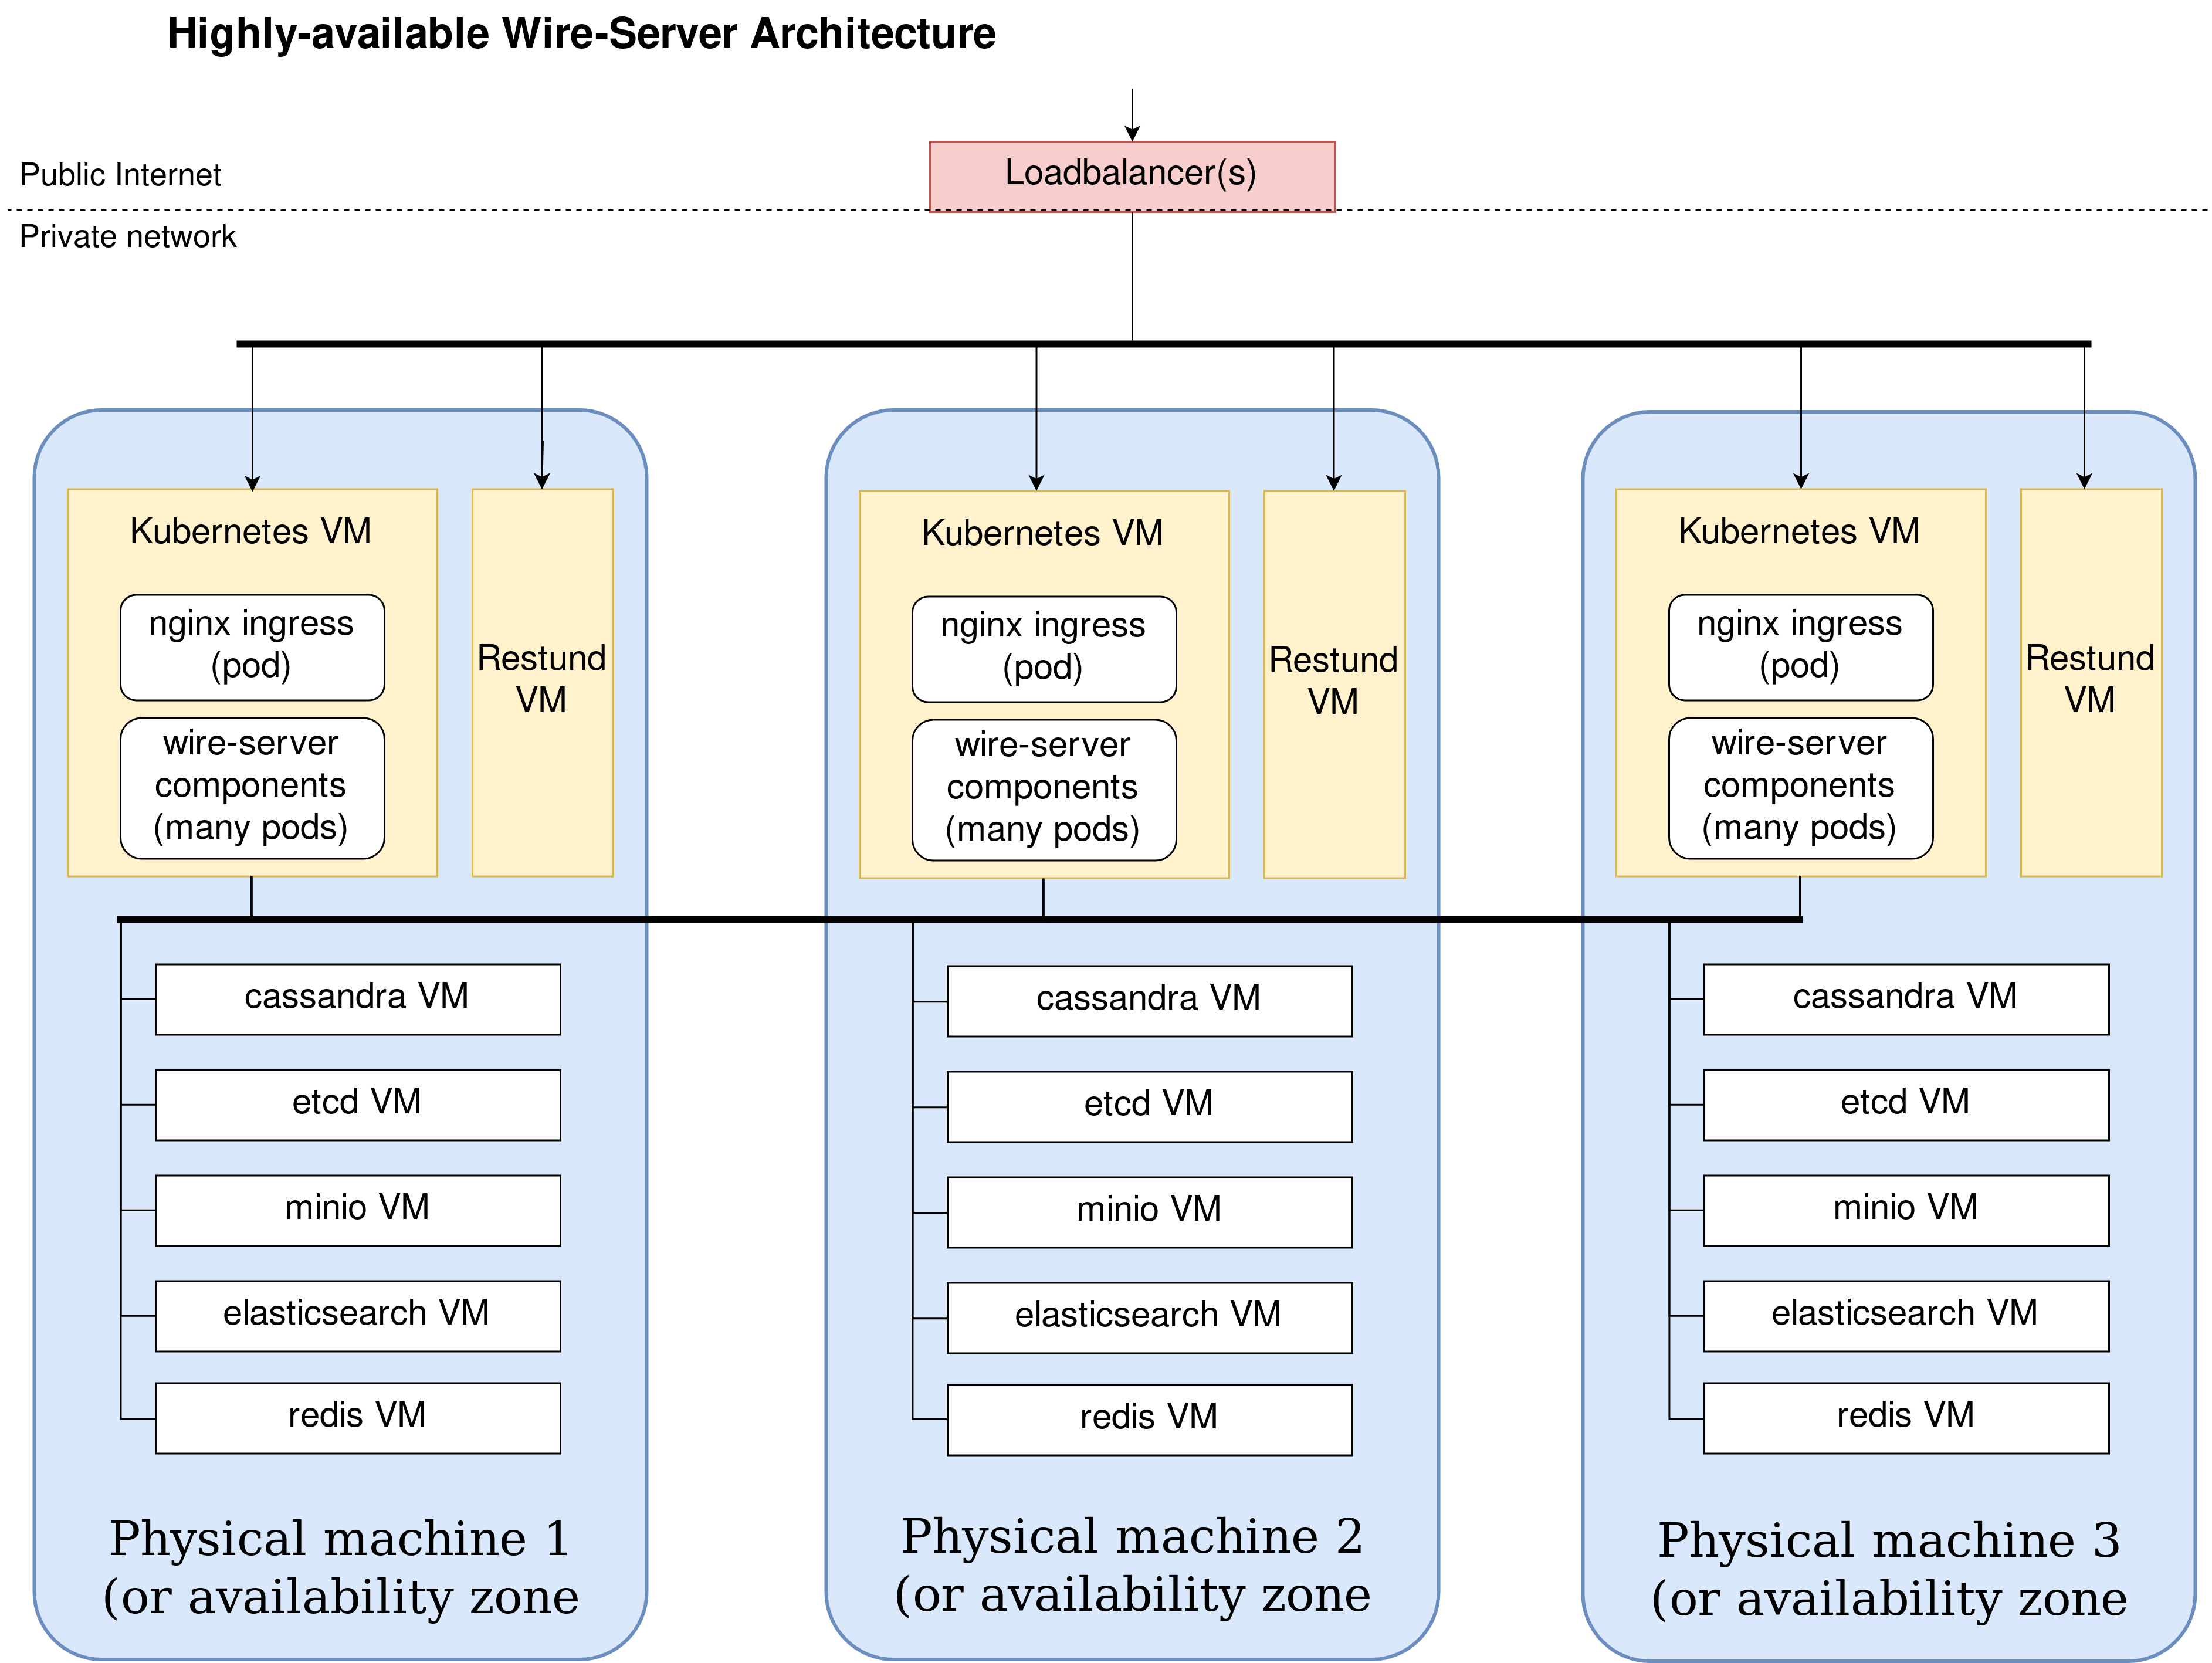 Highly-available Wire-Server Architecture
Loadbalancer(s)
Public Internet
Private network
Kubernetes VM
nginx ingress
(pod)
wire-server
components
(many pods)
Restund
VM
cassandra VM
etcd VM
minio VM
elasticsearch VM
redis VM
Physical machine 1
(or availability zone
Kubernetes VM
nginx ingress
(pod)
wire-server
components
(many pods)
Restund
VM
cassandra VM
etcd VM
minio VM
elasticsearch VM
redis VM
Physical machine 2
(or availability zone
Kubernetes VM
nginx ingress
(pod)
wire-server
components
(many pods)
Restund
VM
cassandra VM
etcd VM
minio VM
elasticsearch VM
redis VM
Physical machine 3
(or availability zone